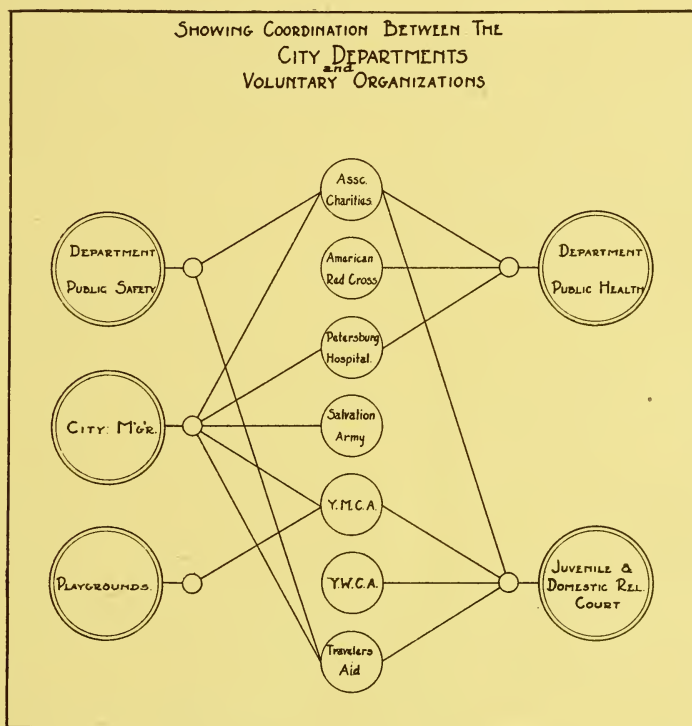 SHOWING COORDINATION BETWEEN THE
CITY DEPARTMENTS
and
VOLUNTARY ORGANIZATIONS
DEPARTMENT
PUBLIC SAFETY
CITY: M'G'R.
PLAYGROUNDS.
Assc.
Charities.
American
Red Cross
Petersburg
Hospital.
Salvation
Army
Y.M.C.A.
Y.W.C.A.
Travelers
Aid
DEPARTMENT
PUBLIC HEALTH
JUVENILE &
DOMESTIC REL.
COURT